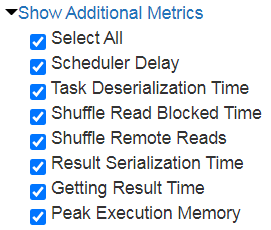 Show Additional Metrics
Select All
Scheduler Delay
Task Deserialization Time
Shuffle Read Blocked Time
Shuffle Remote Reads
Result Serialization Time
Getting Result Time
Peak Execution Memory